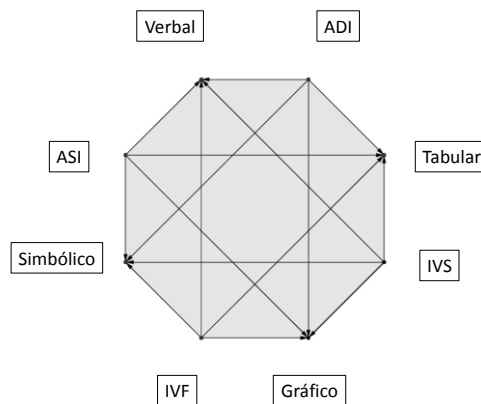 Verbal
ADI
ASI
Tabular
Simbólico
IVS
IVF
Gráfico